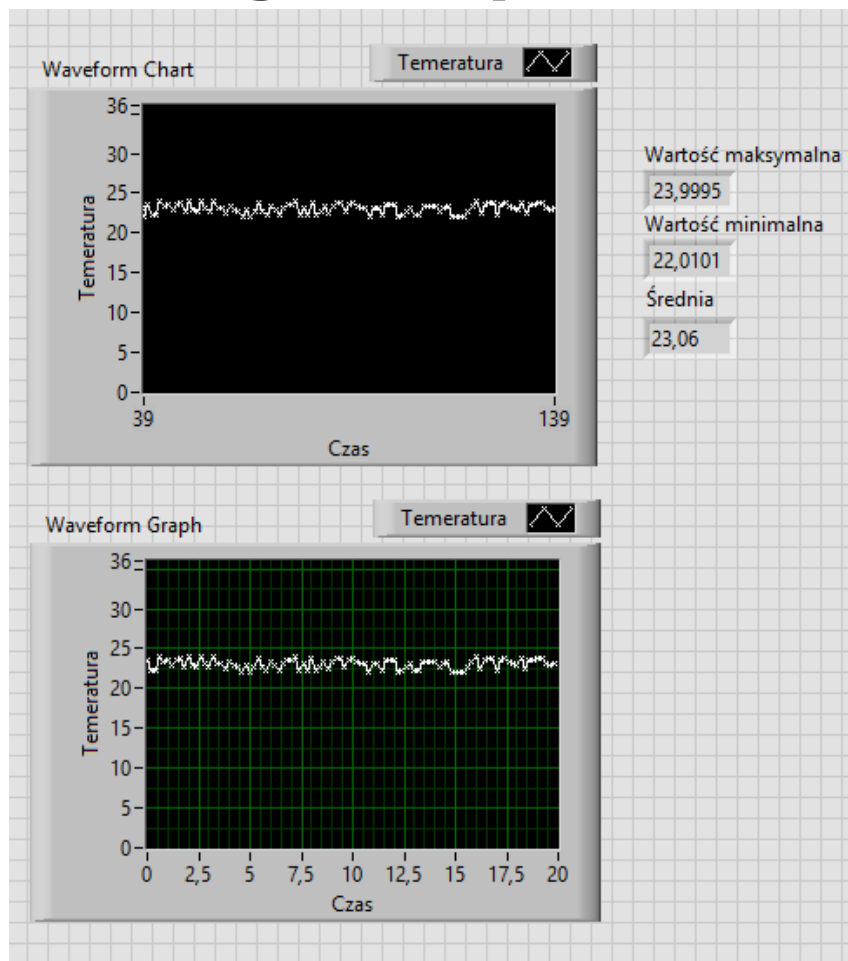 Waveform Chart
Temeratura
36
30
25
20
15
10
5
0
Temeratura
39
139
Czas
Wartość maksymalna
23,9995
Wartość minimalna
22,0101
Średnia
23,06
Waveform Graph
Temeratura
36
30
25
20
15
10
5
0
Temeratura
0 2,5 5 7,5 10 12,5 15 17,5 20
Czas